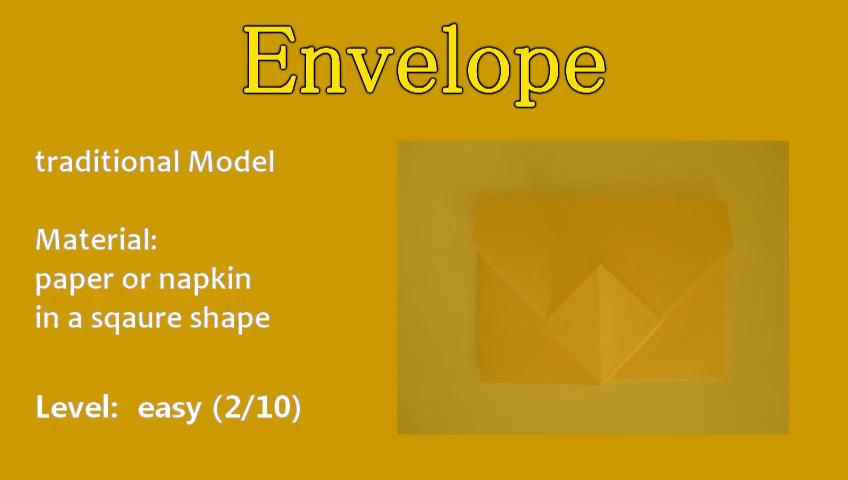 Envelope
traditional Model
Material:
paper or napkin
in a sqaure shape
Level: easy (2/10)